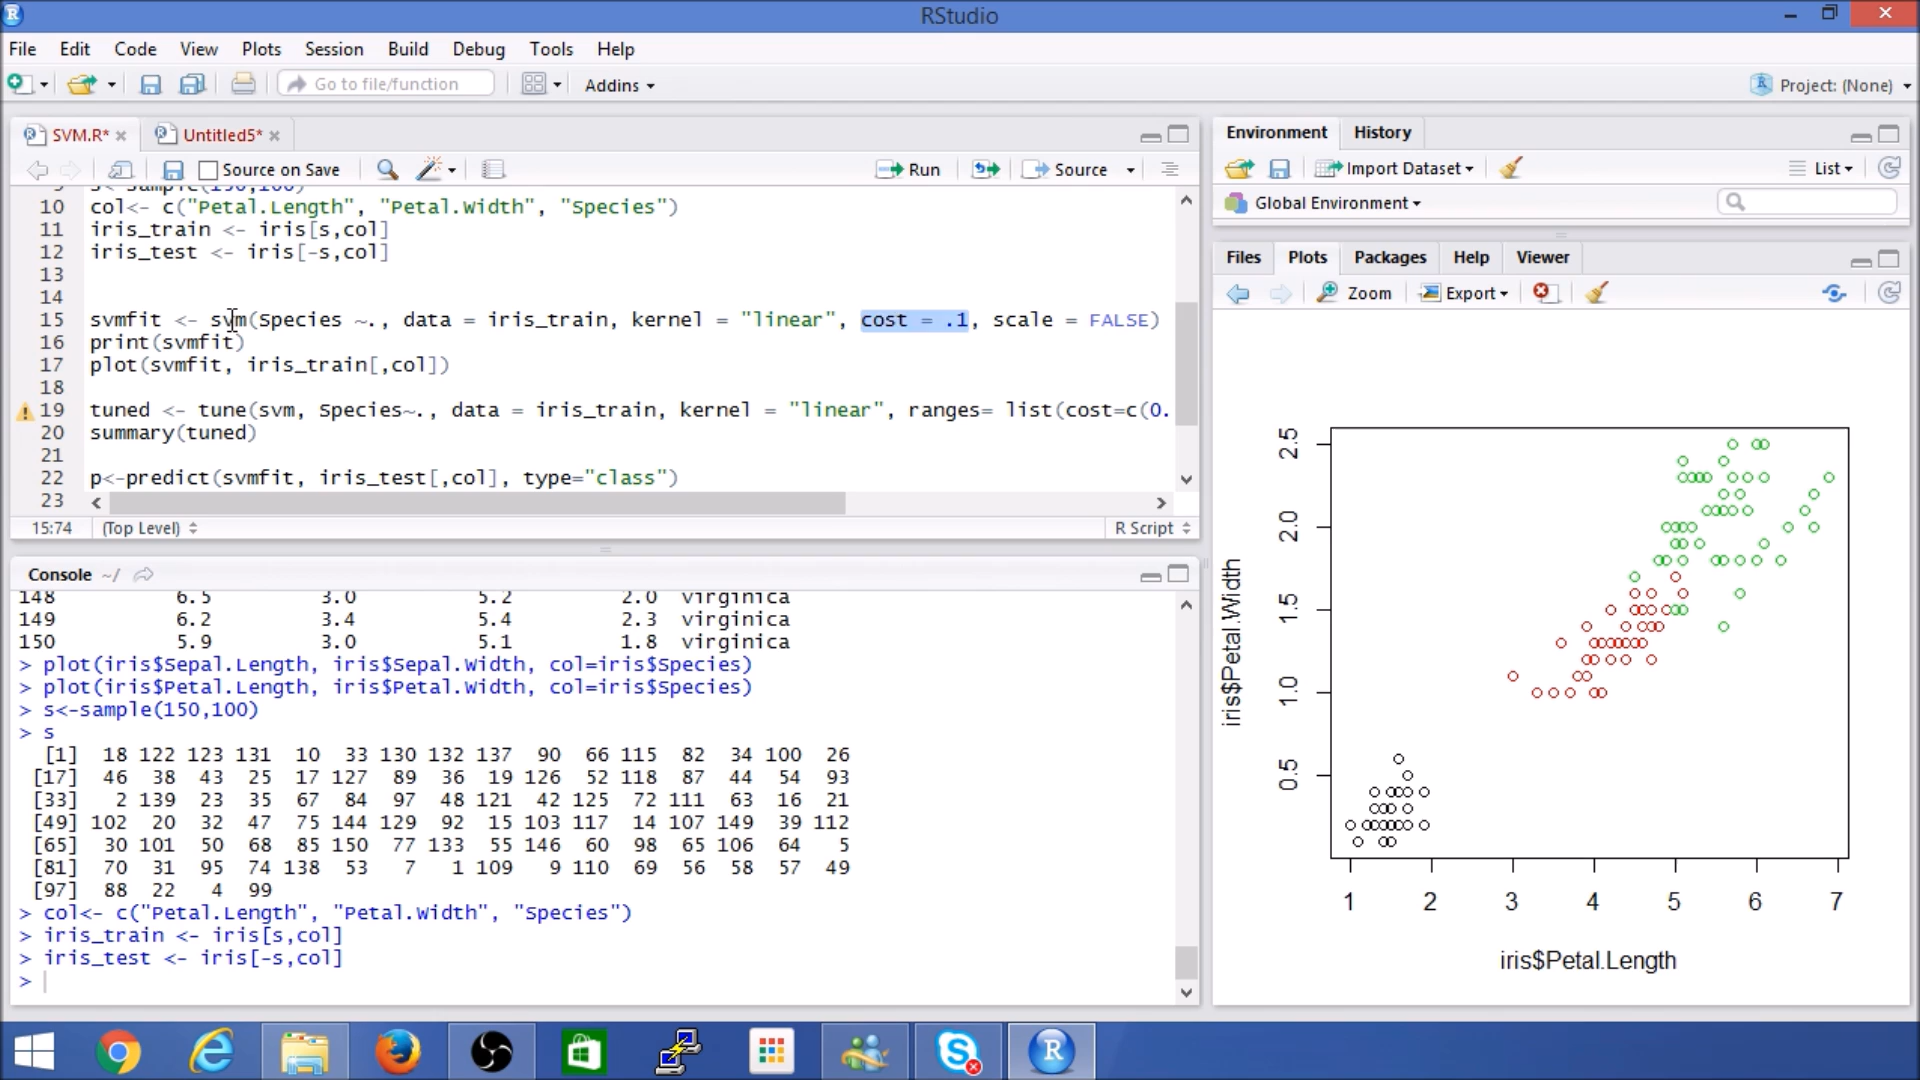 RStudio
File Edit Code View Plots Session Build Debug Tools Help
Go to file/function Addins Project: (None)
SVM.R* Untitled5*
Source on Save Run Source
10 col<- c("Petal.Length", "Petal.Width", "Species")
11 iris_train <- iris[s,col]
12 iris_test <- iris[-s,col]
13
14
15 svmfit <- svm(Species ~., data = iris_train, kernel = "linear", cost = .1, scale = FALSE)
16 print(svmfit)
17 plot(svmfit, iris_train[,col])
18
19 tuned <- tune(svm, Species~., data = iris_train, kernel = "linear", ranges= list(cost=c(0.
20 summary(tuned)
21
22 p<-predict(svmfit, iris_test[,col], type="class")
23
15:74 (Top Level) R Script
Console ~/
148 6.5 3.0 5.2 2.0 virginica
149 6.2 3.4 5.4 2.3 virginica
150 5.9 3.0 5.1 1.8 virginica
> plot(iris$Sepal.Length, iris$Sepal.Width, col=iris$Species)
> plot(iris$Petal.Length, iris$Petal.Width, col=iris$Species)
> s<-sample(150,100)
> s
[1] 18 122 123 131 10 33 130 132 137 90 66 115 82 34 100 26
[17] 46 38 43 25 17 127 89 36 19 126 52 118 87 44 54 93
[33] 2 139 23 35 67 84 97 48 121 42 125 72 111 63 16 21
[49] 102 20 32 47 75 144 129 92 15 103 117 14 107 149 39 112
[65] 30 101 50 68 85 150 77 133 55 146 60 98 65 106 64 5
[81] 70 31 95 74 138 53 7 1 109 9 110 69 56 58 57 49
[97] 88 22 4 99
> col<- c("Petal.Length", "Petal.Width", "Species")
> iris_train <- iris[s,col]
> iris_test <- iris[-s,col]
>
Environment History
Import Dataset List
Global Environment
Files Plots Packages Help Viewer
Zoom Export
2.5
2.0
1.5
1.0
0.5
iris$Petal.Width
1 2 3 4 5 6 7
iris$Petal.Length